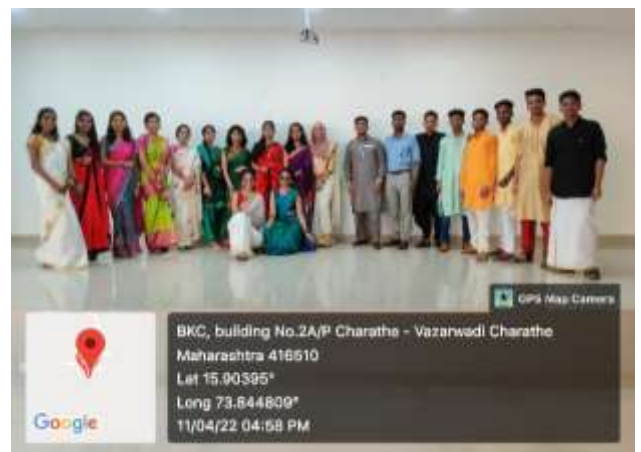 GPS Map Camera
BKC, building No.2A/P Charathe - Vazarwadi Charathe
Maharashtra 416510
Lat 15.90395°
Long 73.844809°
11/04/22 04:58 PM
Google